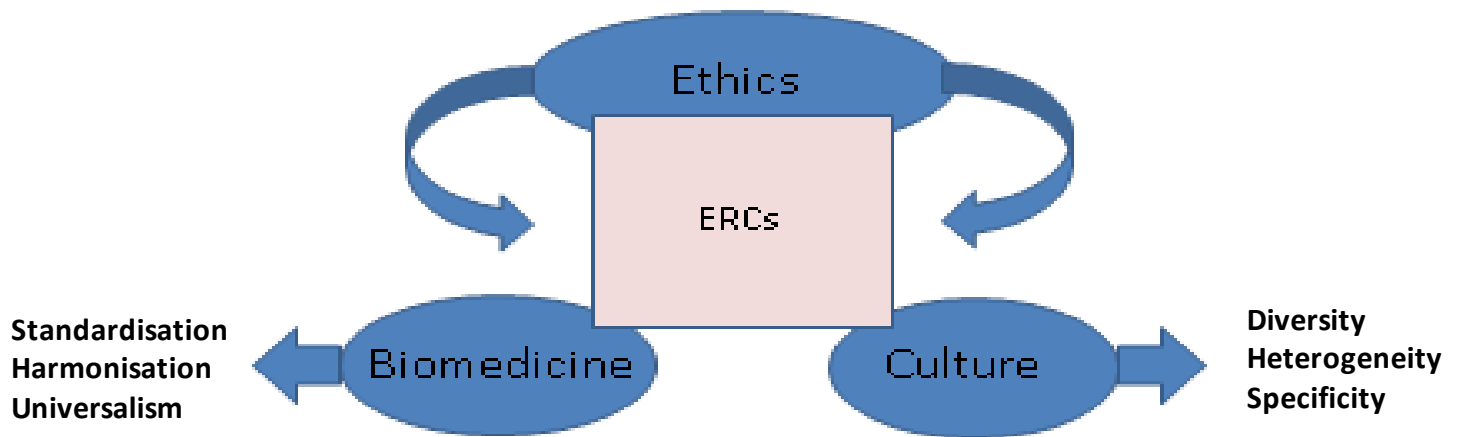 Ethics
ERCs
Standardisation
Harmonisation
Universalism
Biomedicine
Culture
Diversity
Heterogeneity
Specificity